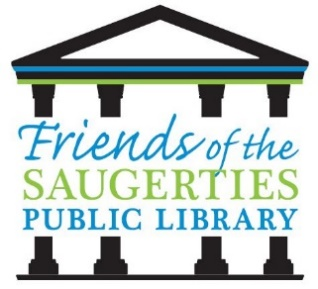 Friends of the
SAUGERTIES
PUBLIC LIBRARY